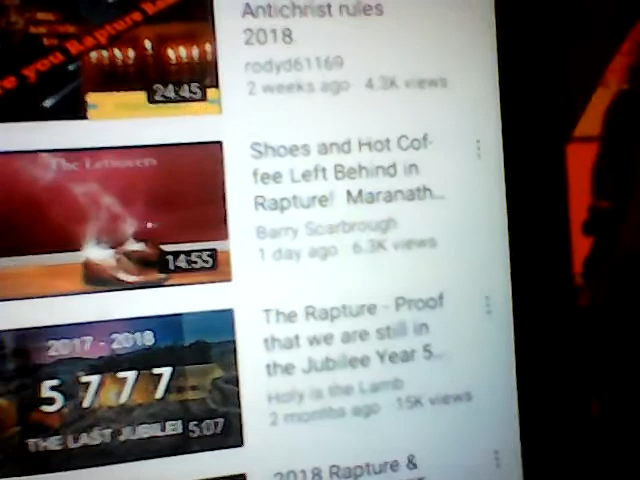 Antichrist rules
2018.
rodyd61169
2 weeks ago 4.3K views
e you Rapture
24:45
Shoes and Hot Cof-
fee Left Behind in
Rapture! Maranath...
Barry Scarbrough
1 day ago 6.3K views
The Leftovers
14:55
The Rapture - Proof
that we are still in
the Jubilee Year 5...
Holy is the Lamb
2 months ago 15K views
2017 - 2018
5777
THE LAST JUBILEE!
5:07
2018 Rapture &